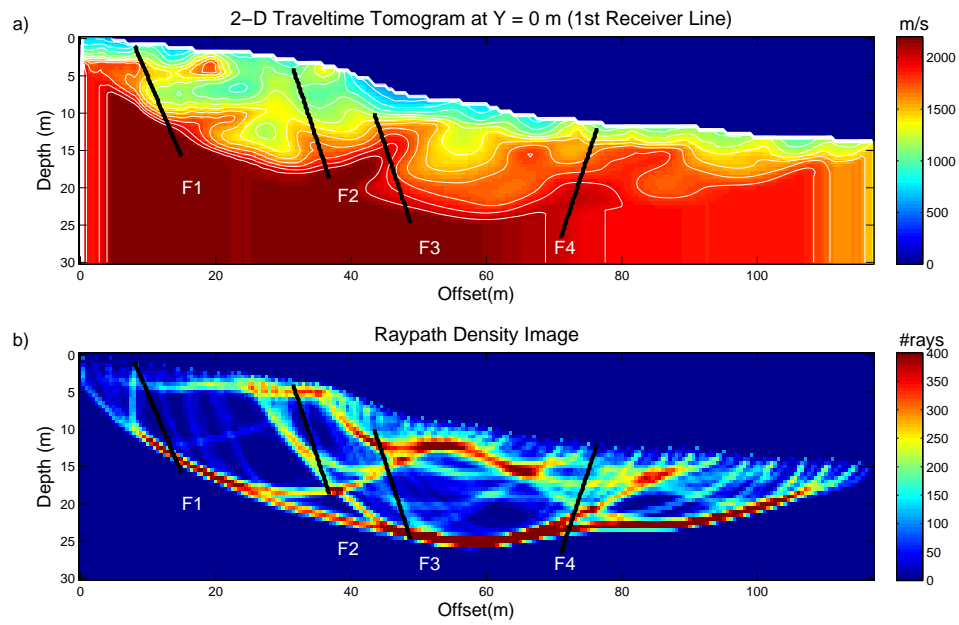 a)
2−D Traveltime Tomogram at Y = 0 m (1st Receiver Line)
m/s
0
5
10
15
20
25
30
Depth (m)
F1
F2
F3
F4
0
20
40
60
80
100
Offset(m)
2000
1500
1000
500
0
b)
Raypath Density Image
#rays
0
5
10
15
20
25
30
Depth (m)
F1
F2
F3
F4
0
20
40
60
80
100
Offset(m)
400
350
300
250
200
150
100
50
0